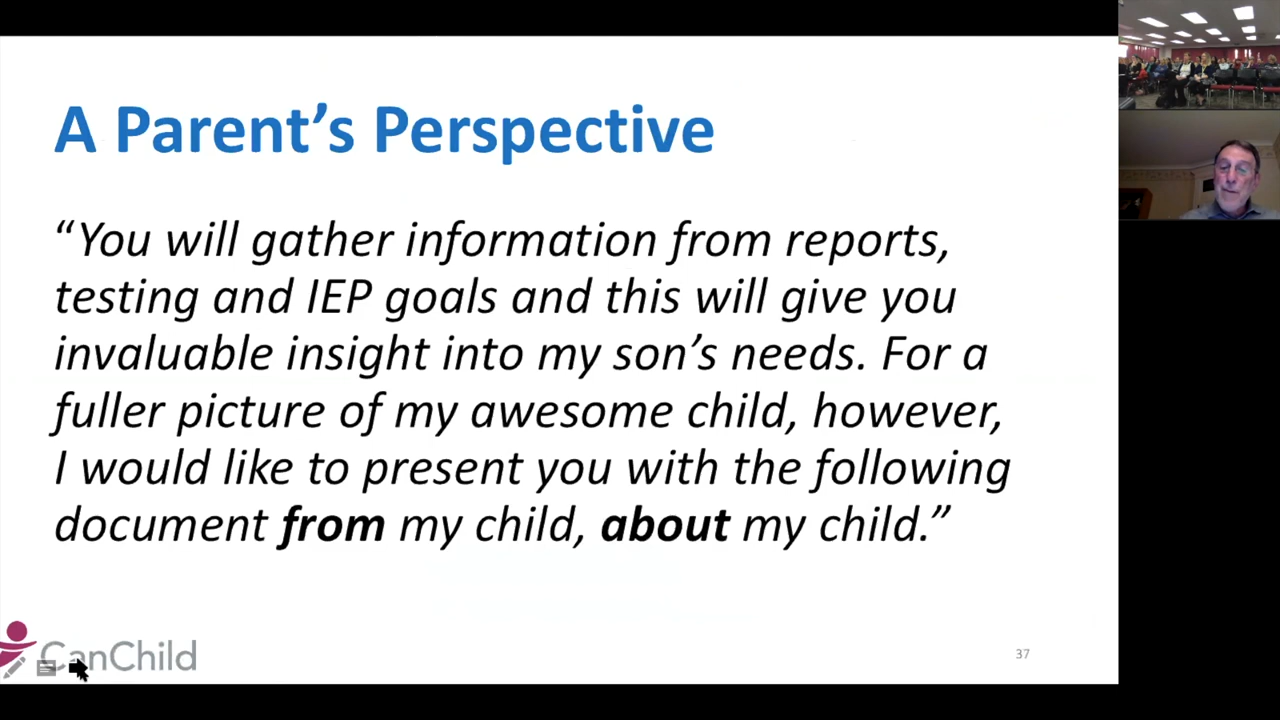 A Parent’s Perspective
“You will gather information from reports,
testing and IEP goals and this will give you
invaluable insight into my son’s needs. For a
fuller picture of my awesome child, however,
I would like to present you with the following
document from my child, about my child.”
CanChild
37